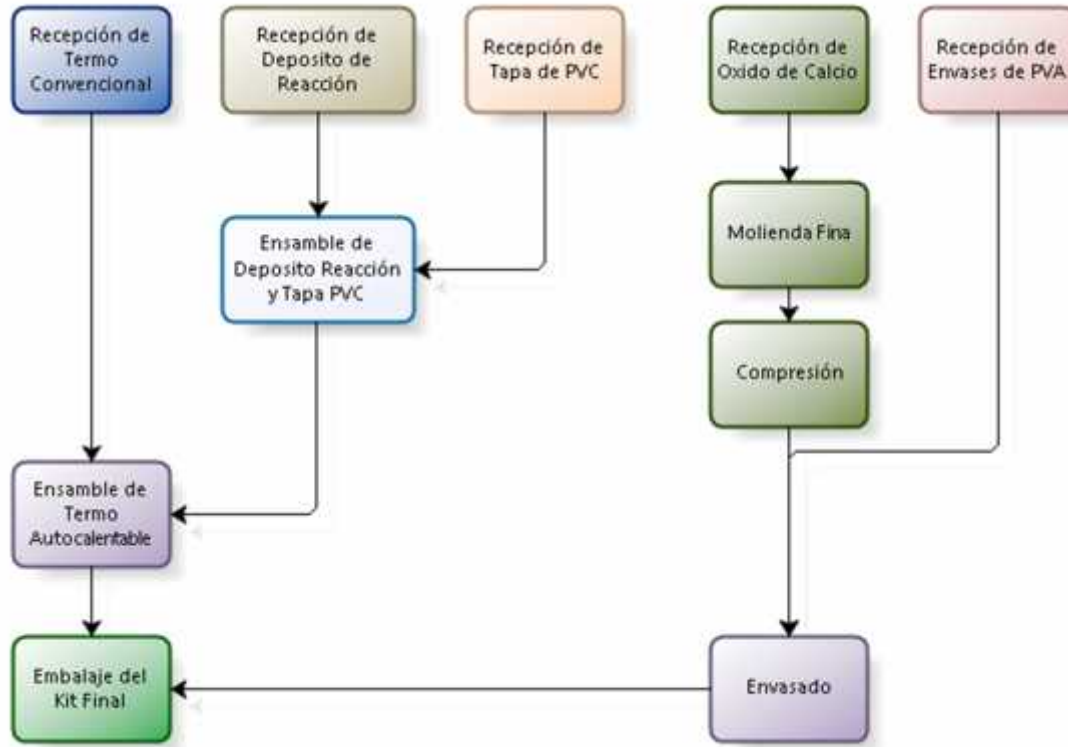 Recepción de
Termo
Convencional
Recepción de
Deposito de
Reacción
Recepción de
Tapa de PVC
Recepción de
Oxido de Calcio
Recepción de
Envases de PVA
Ensamble de
Deposito Reacción
y Tapa PVC
Molienda Fina
Compresión
Ensamble de
Termo
Autocalentable
Embalaje del
Kit Final
Envasado